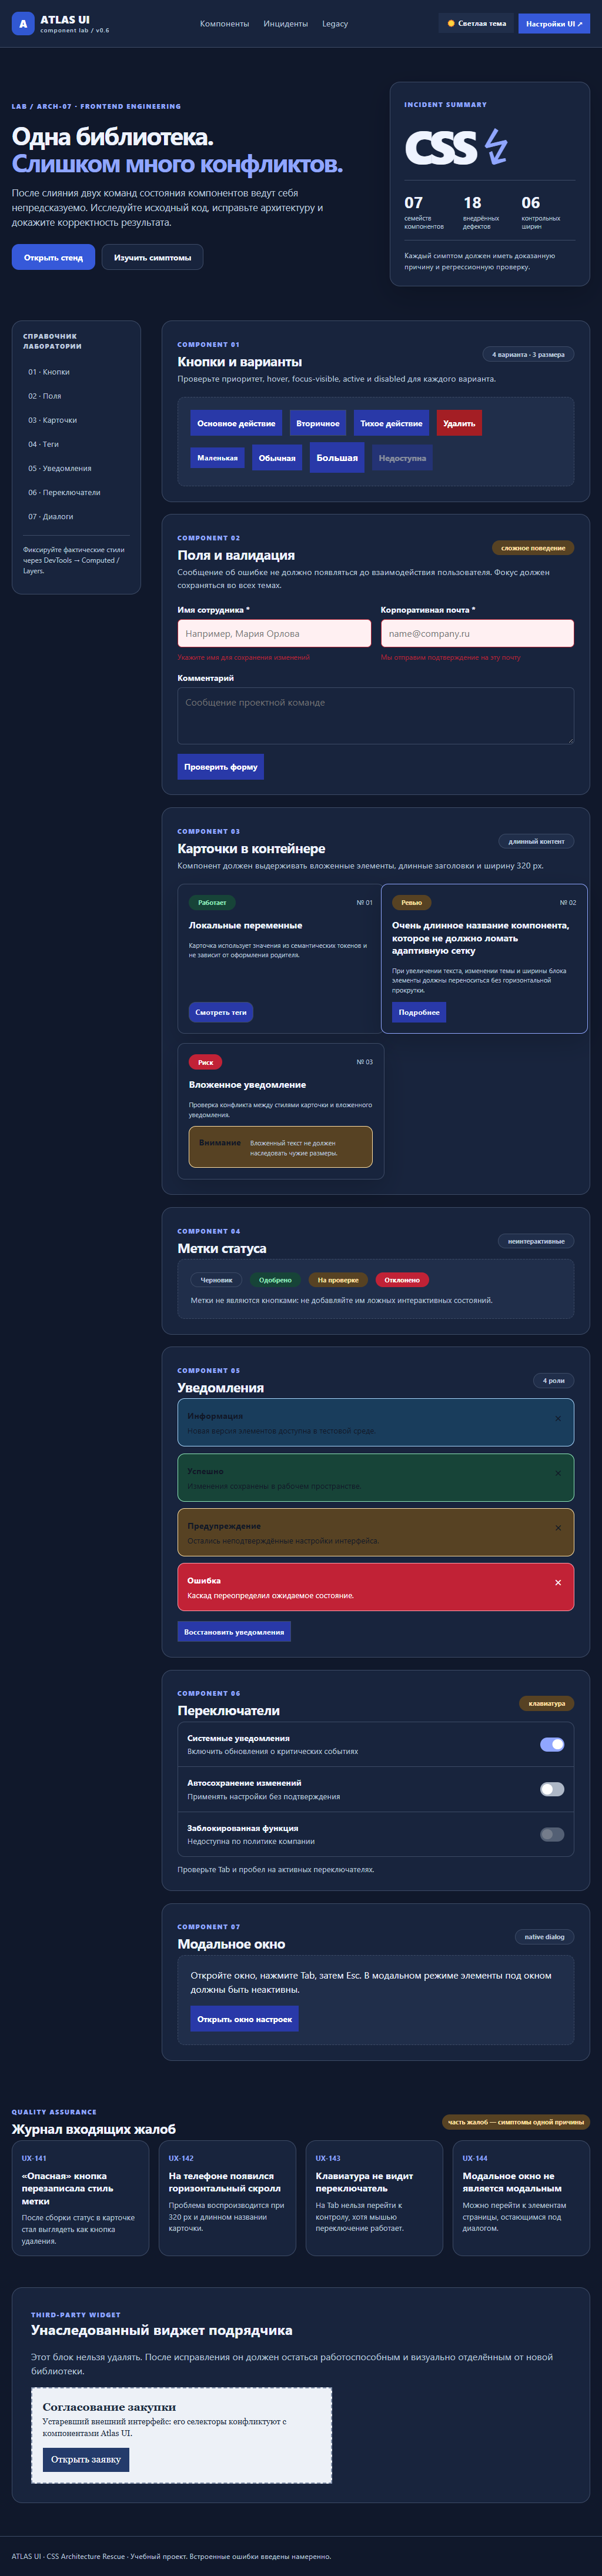 A
ATLAS UI
component lab / v0.6
Компоненты
Инциденты
Legacy
Светлая тема
Настройки UI ↗
LAB / ARCH-07 · FRONTEND ENGINEERING
Одна библиотека.
Слишком много конфликтов.
После слияния двух команд состояния компонентов ведут себя
непредсказуемо. Исследуйте исходный код, исправьте архитектуру и
докажите корректность результата.
Открыть стенд
Изучить симптомы
INCIDENT SUMMARY
CSS
07
семейств
компонентов
18
внедрённых
дефектов
06
контрольных
ширин
Каждый симптом должен иметь доказанную
причину и регрессионную проверку.
СПРАВОЧНИК
ЛАБОРАТОРИИ
01 · Кнопки
02 · Поля
03 · Карточки
04 · Теги
05 · Уведомления
06 · Переключатели
07 · Диалоги
Фиксируйте фактические стили
через DevTools → Computed /
Layers.
COMPONENT 01
Кнопки и варианты
4 варианта · 3 размера
Проверьте приоритет, hover, focus-visible, active и disabled для каждого варианта.
Основное действие
Вторичное
Тихое действие
Удалить
Маленькая
Обычная
Большая
Недоступна
COMPONENT 02
Поля и валидация
сложное поведение
Сообщение об ошибке не должно появляться до взаимодействия пользователя. Фокус должен
сохраняться во всех темах.
Имя сотрудника *
Например, Мария Орлова
Укажите имя для сохранения изменений
Корпоративная почта *
name@company.ru
Мы отправим подтверждение на эту почту
Комментарий
Сообщение проектной команде
Проверить форму
COMPONENT 03
Карточки в контейнере
длинный контент
Компонент должен выдерживать вложенные элементы, длинные заголовки и ширину 320 px.
Работает
№ 01
Локальные переменные
Карточка использует значения из семантических токенов и
не зависит от оформления родителя.
Смотреть теги
Ревью
№ 02
Очень длинное название компонента,
которое не должно ломать
адаптивную сетку
При увеличении текста, изменении темы и ширины блока
элементы должны переноситься без горизонтальной
прокрутки.
Подробнее
Риск
№ 03
Вложенное уведомление
Проверка конфликта между стилями карточки и вложенного
уведомления.
Внимание
Вложенный текст не должен
наследовать чужие размеры.
COMPONENT 04
Метки статуса
неинтерактивные
Черновик
Одобрено
На проверке
Отклонено
Метки не являются кнопками: не добавляйте им ложных интерактивных состояний.
COMPONENT 05
Уведомления
4 роли
Информация
Новая версия элементов доступна в тестовой среде.
×
Успешно
Изменения сохранены в рабочем пространстве.
×
Предупреждение
Остались неподтверждённые настройки интерфейса.
×
Ошибка
Каскад переопределил ожидаемое состояние.
×
Восстановить уведомления
COMPONENT 06
Переключатели
клавиатура
Системные уведомления
Включить обновления о критических событиях
Автосохранение изменений
Применять настройки без подтверждения
Заблокированная функция
Недоступна по политике компании
Проверьте Tab и пробел на активных переключателях.
COMPONENT 07
Модальное окно
native dialog
Откройте окно, нажмите Tab, затем Esc. В модальном режиме элементы под окном
должны быть неактивны.
Открыть окно настроек
QUALITY ASSURANCE
Журнал входящих жалоб
часть жалоб — симптомы одной причины
UX-141
«Опасная» кнопка
перезаписала стиль
метки
После сборки статус в карточке
стал выглядеть как кнопка
удаления.
UX-142
На телефоне появился
горизонтальный скролл
Проблема воспроизводится при
320 px и длинном названии
карточки.
UX-143
Клавиатура не видит
переключатель
На Tab нельзя перейти к
контролу, хотя мышью
переключение работает.
UX-144
Модальное окно не
является модальным
Можно перейти к элементам
страницы, остающимся под
диалогом.
THIRD-PARTY WIDGET
Унаследованный виджет подрядчика
Этот блок нельзя удалять. После исправления он должен остаться работоспособным и визуально отделённым от новой
библиотеки.
Согласование закупки
Устаревший внешний интерфейс: его селекторы конфликтуют с
компонентами Atlas UI.
Открыть заявку
ATLAS UI · CSS Architecture Rescue · Учебный проект. Встроенные ошибки введены намеренно.